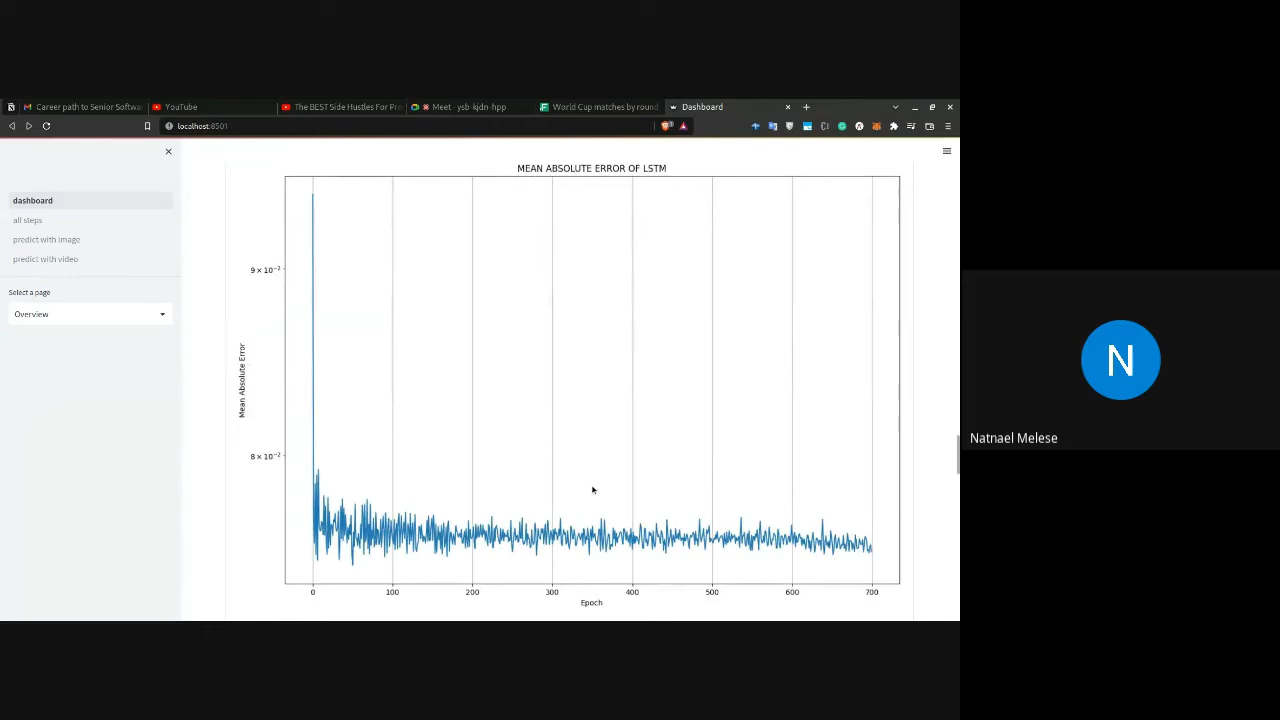 Career path to Senior Softwa
YouTube
The BEST Side Hustles For Pro
Meet - ysb-kjdn-hpp
World Cup matches by round
Dashboard
localhost:8501
dashboard
all steps
predict with image
predict with video
Select a page
Overview
MEAN ABSOLUTE ERROR OF LSTM
9 × 10⁻²
8 × 10⁻²
Mean Absolute Error
0 100 200 300 400 500 600 700
Epoch
N
Natnael Melese